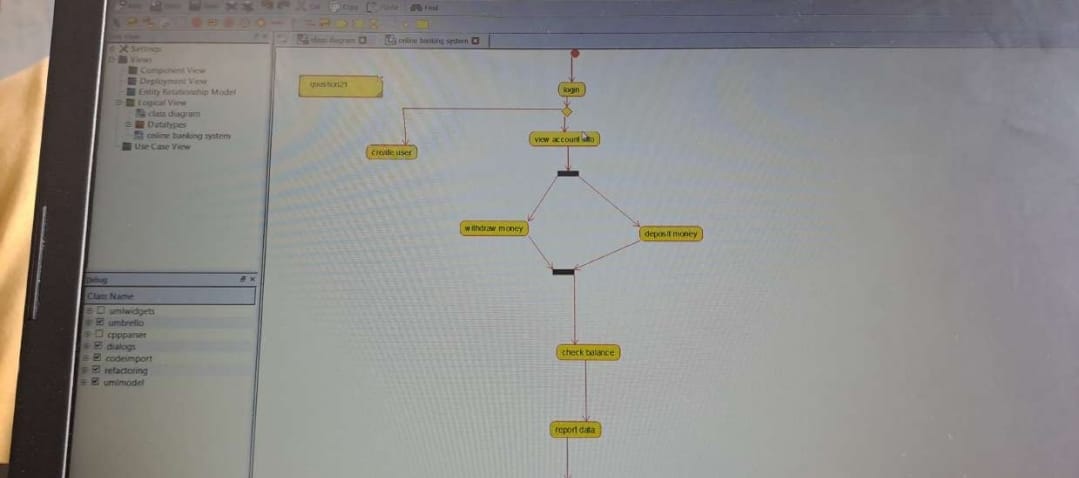 Find
class diagram
online banking system
Settings
Views
Component View
Deployment View
Entity Relationship Model
Logical View
class diagram
Datatypes
online banking system
Use Case View
question21
login
view account info
create user
withdraw money
deposit money
check balance
report data
Debug
Class Name
umlwidgets
umbrello
cppparser
dialogs
codeimport
refactoring
umlmodel